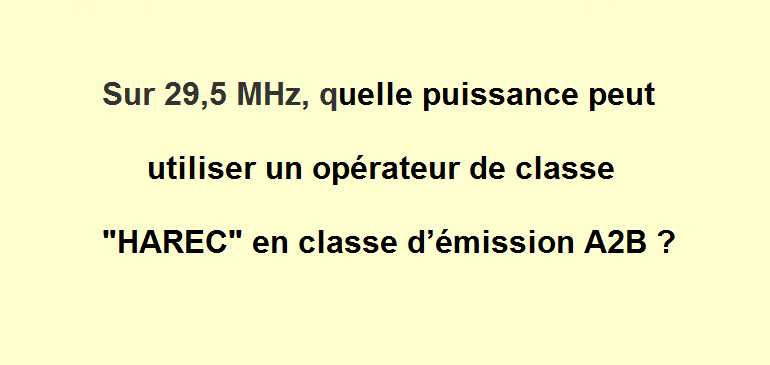 Sur 29,5 MHz, quelle puissance peut
utiliser un opérateur de classe
"HAREC" en classe d’émission A2B ?